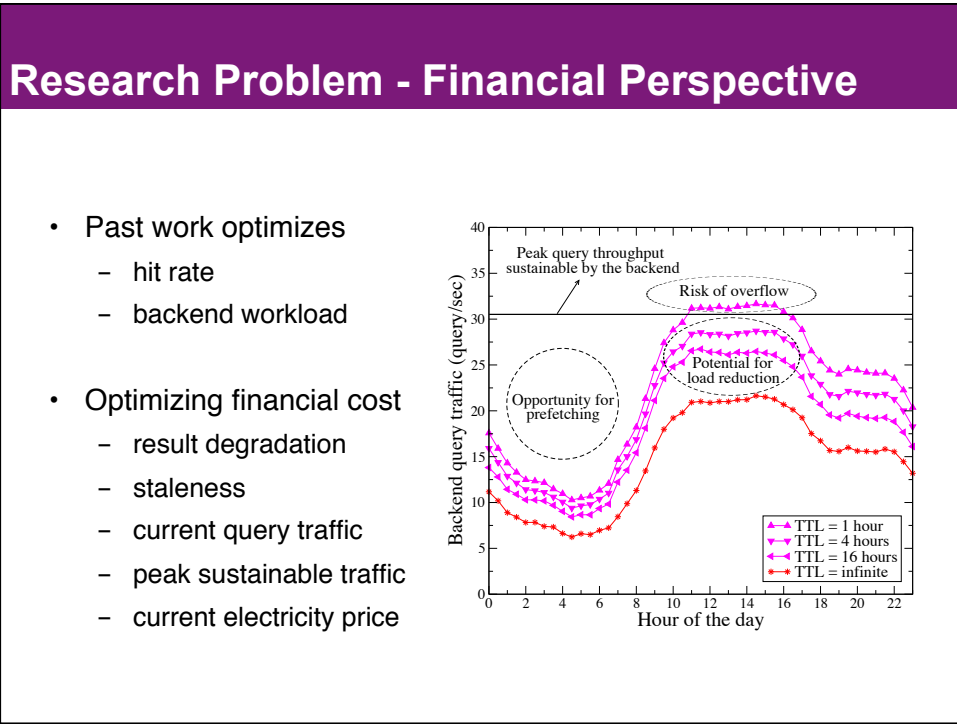 Research Problem - Financial Perspective
• Past work optimizes
– hit rate
– backend workload
• Optimizing financial cost
– result degradation
– staleness
– current query traffic
– peak sustainable traffic
– current electricity price
Backend query traffic (query/sec)
40
35
30
25
20
15
10
5
0
Peak query throughput
sustainable by the backend
Risk of overflow
Potential for
load reduction
Opportunity for
prefetching
TTL = 1 hour
TTL = 4 hours
TTL = 16 hours
TTL = infinite
0 2 4 6 8 10 12 14 16 18 20 22
Hour of the day